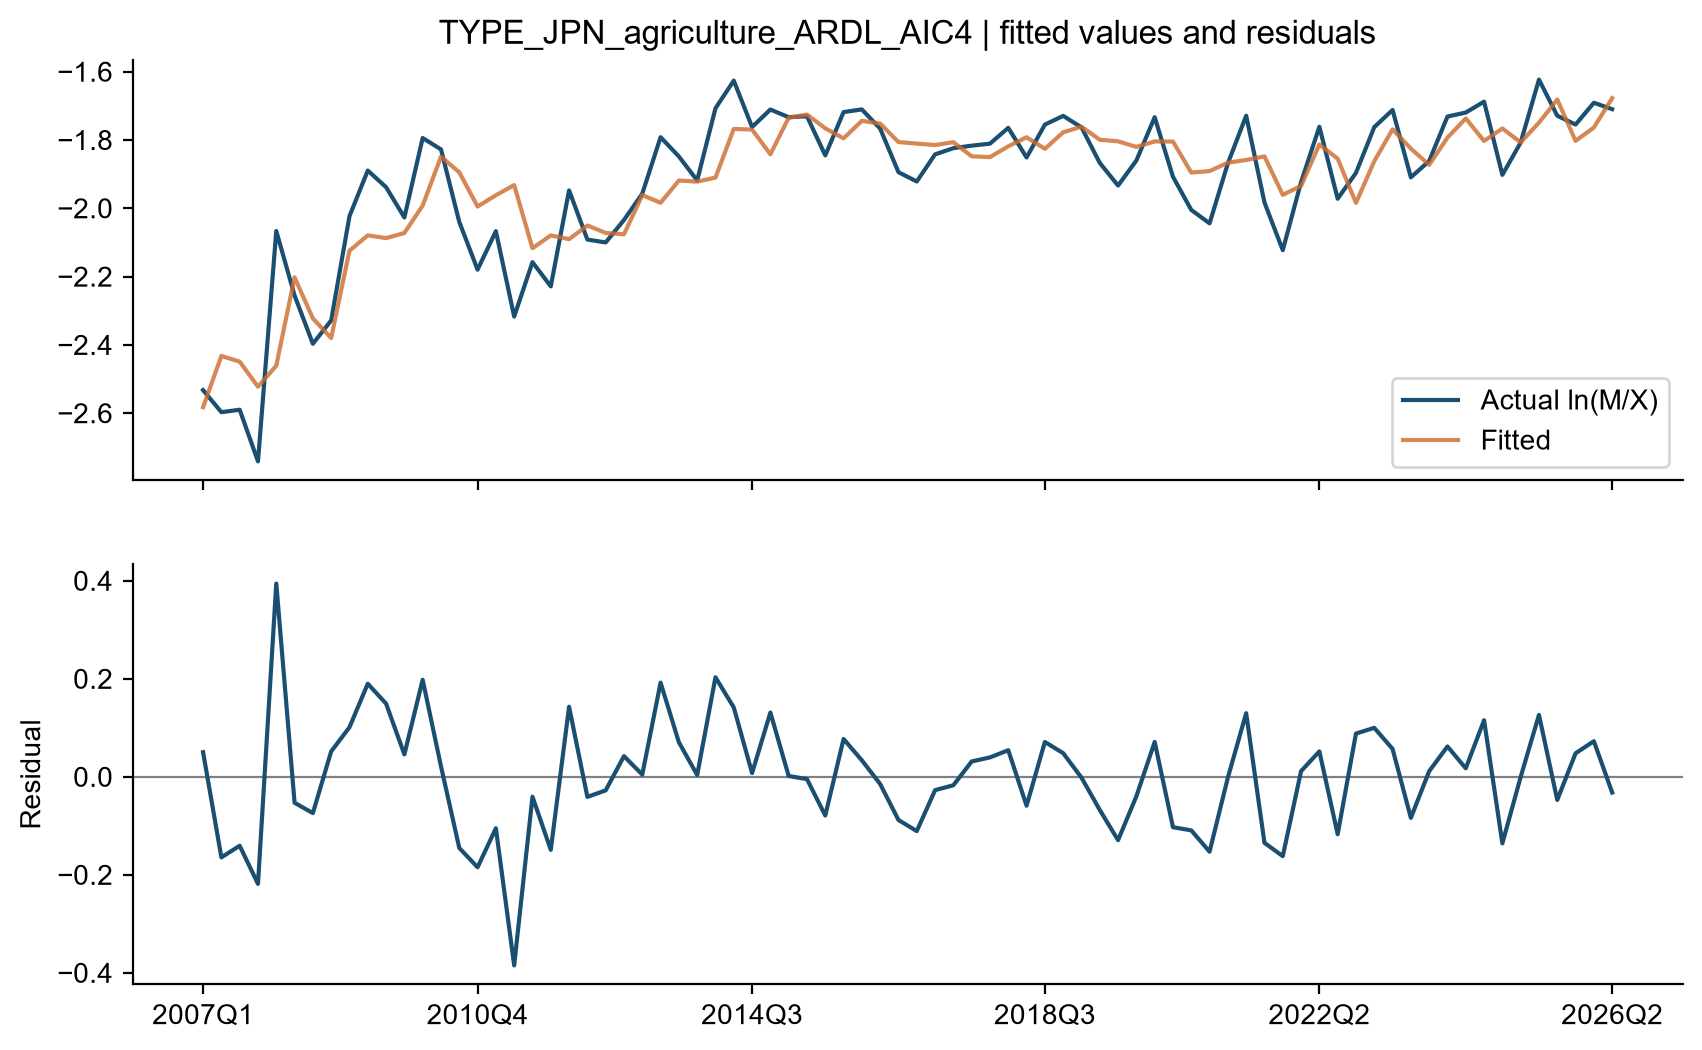 TYPE_JPN_agriculture_ARDL_AIC4 | fitted values and residuals
−1.6
−1.8
−2.0
−2.2
−2.4
−2.6
Actual ln(M/X)
Fitted
Residual
0.4
0.2
0.0
−0.2
−0.4
2007Q1
2010Q4
2014Q3
2018Q3
2022Q2
2026Q2